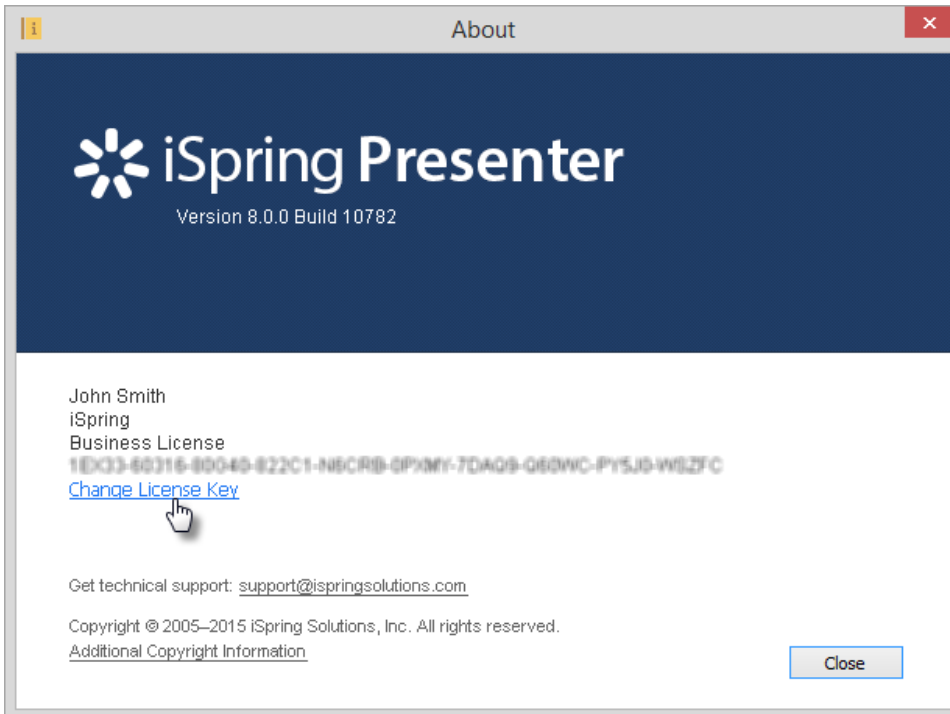 About
iSpring Presenter
Version 8.0.0 Build 10782
John Smith
iSpring
Business License
Change License Key
Get technical support: support@ispringsolutions.com
Copyright © 2005–2015 iSpring Solutions, Inc. All rights reserved.
Additional Copyright Information
Close